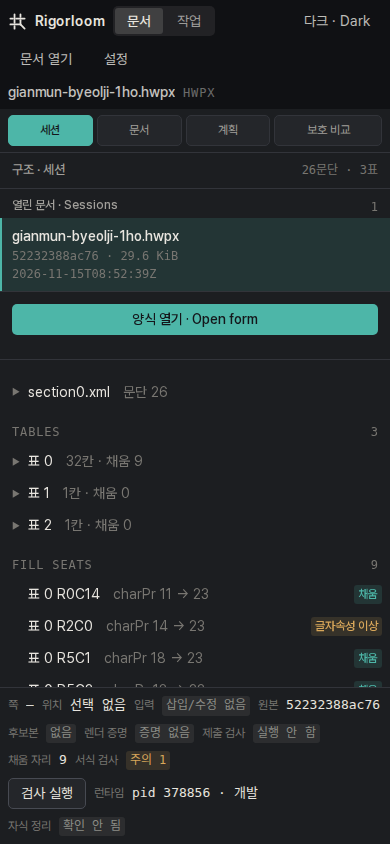 Rigorloom 문서 작업 다크 · Dark
문서 열기 설정
gianmun-byeolji-1ho.hwpx HWPX
세션 문서 계획 보호 비교
구조 · 세션 26문단 · 3표
열린 문서 · Sessions 1
gianmun-byeolji-1ho.hwpx
52232388ac76 · 29.6 KiB
2026-11-15T08:52:39Z
양식 열기 · Open form
▶ section0.xml 문단 26
TABLES 3
▶ 표 0 32칸 · 채움 9
▶ 표 1 1칸 · 채움 0
▶ 표 2 1칸 · 채움 0
FILL SEATS 9
표 0 R0C14 charPr 11 → 23 채움
표 0 R2C0 charPr 14 → 23 글자속성 이상
표 0 R5C1 charPr 18 → 23 채움
쪽 — 위치 선택 없음 입력 삽입/수정 없음 원본 52232388ac76
후보본 없음 렌더 증명 증명 없음 제출 검사 실행 안 함
채움 자리 9 서식 검사 주의 1
검사 실행 런타임 pid 378856 · 개발
자식 정리 확인 안 됨